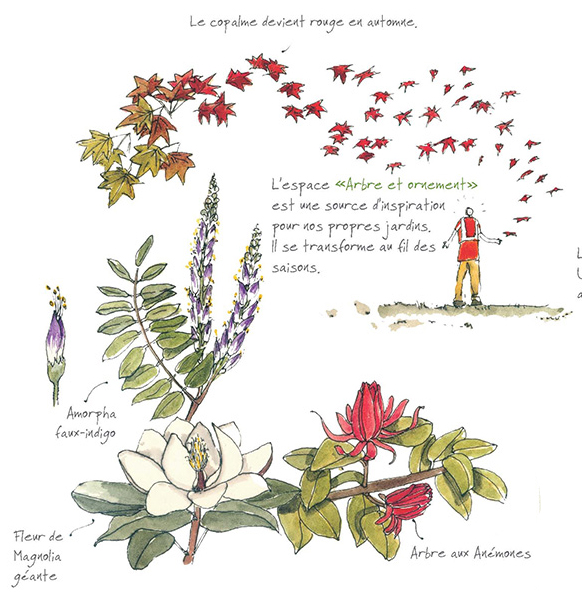 Le copalme devient rouge en automne.
L'espace «Arbre et ornement»
est une source d'inspiration
pour nos propres jardins.
Il se transforme au fil des
saisons.
Amorpha
faux-indigo
Fleur de
Magnolia
géante
Arbre aux Anémones